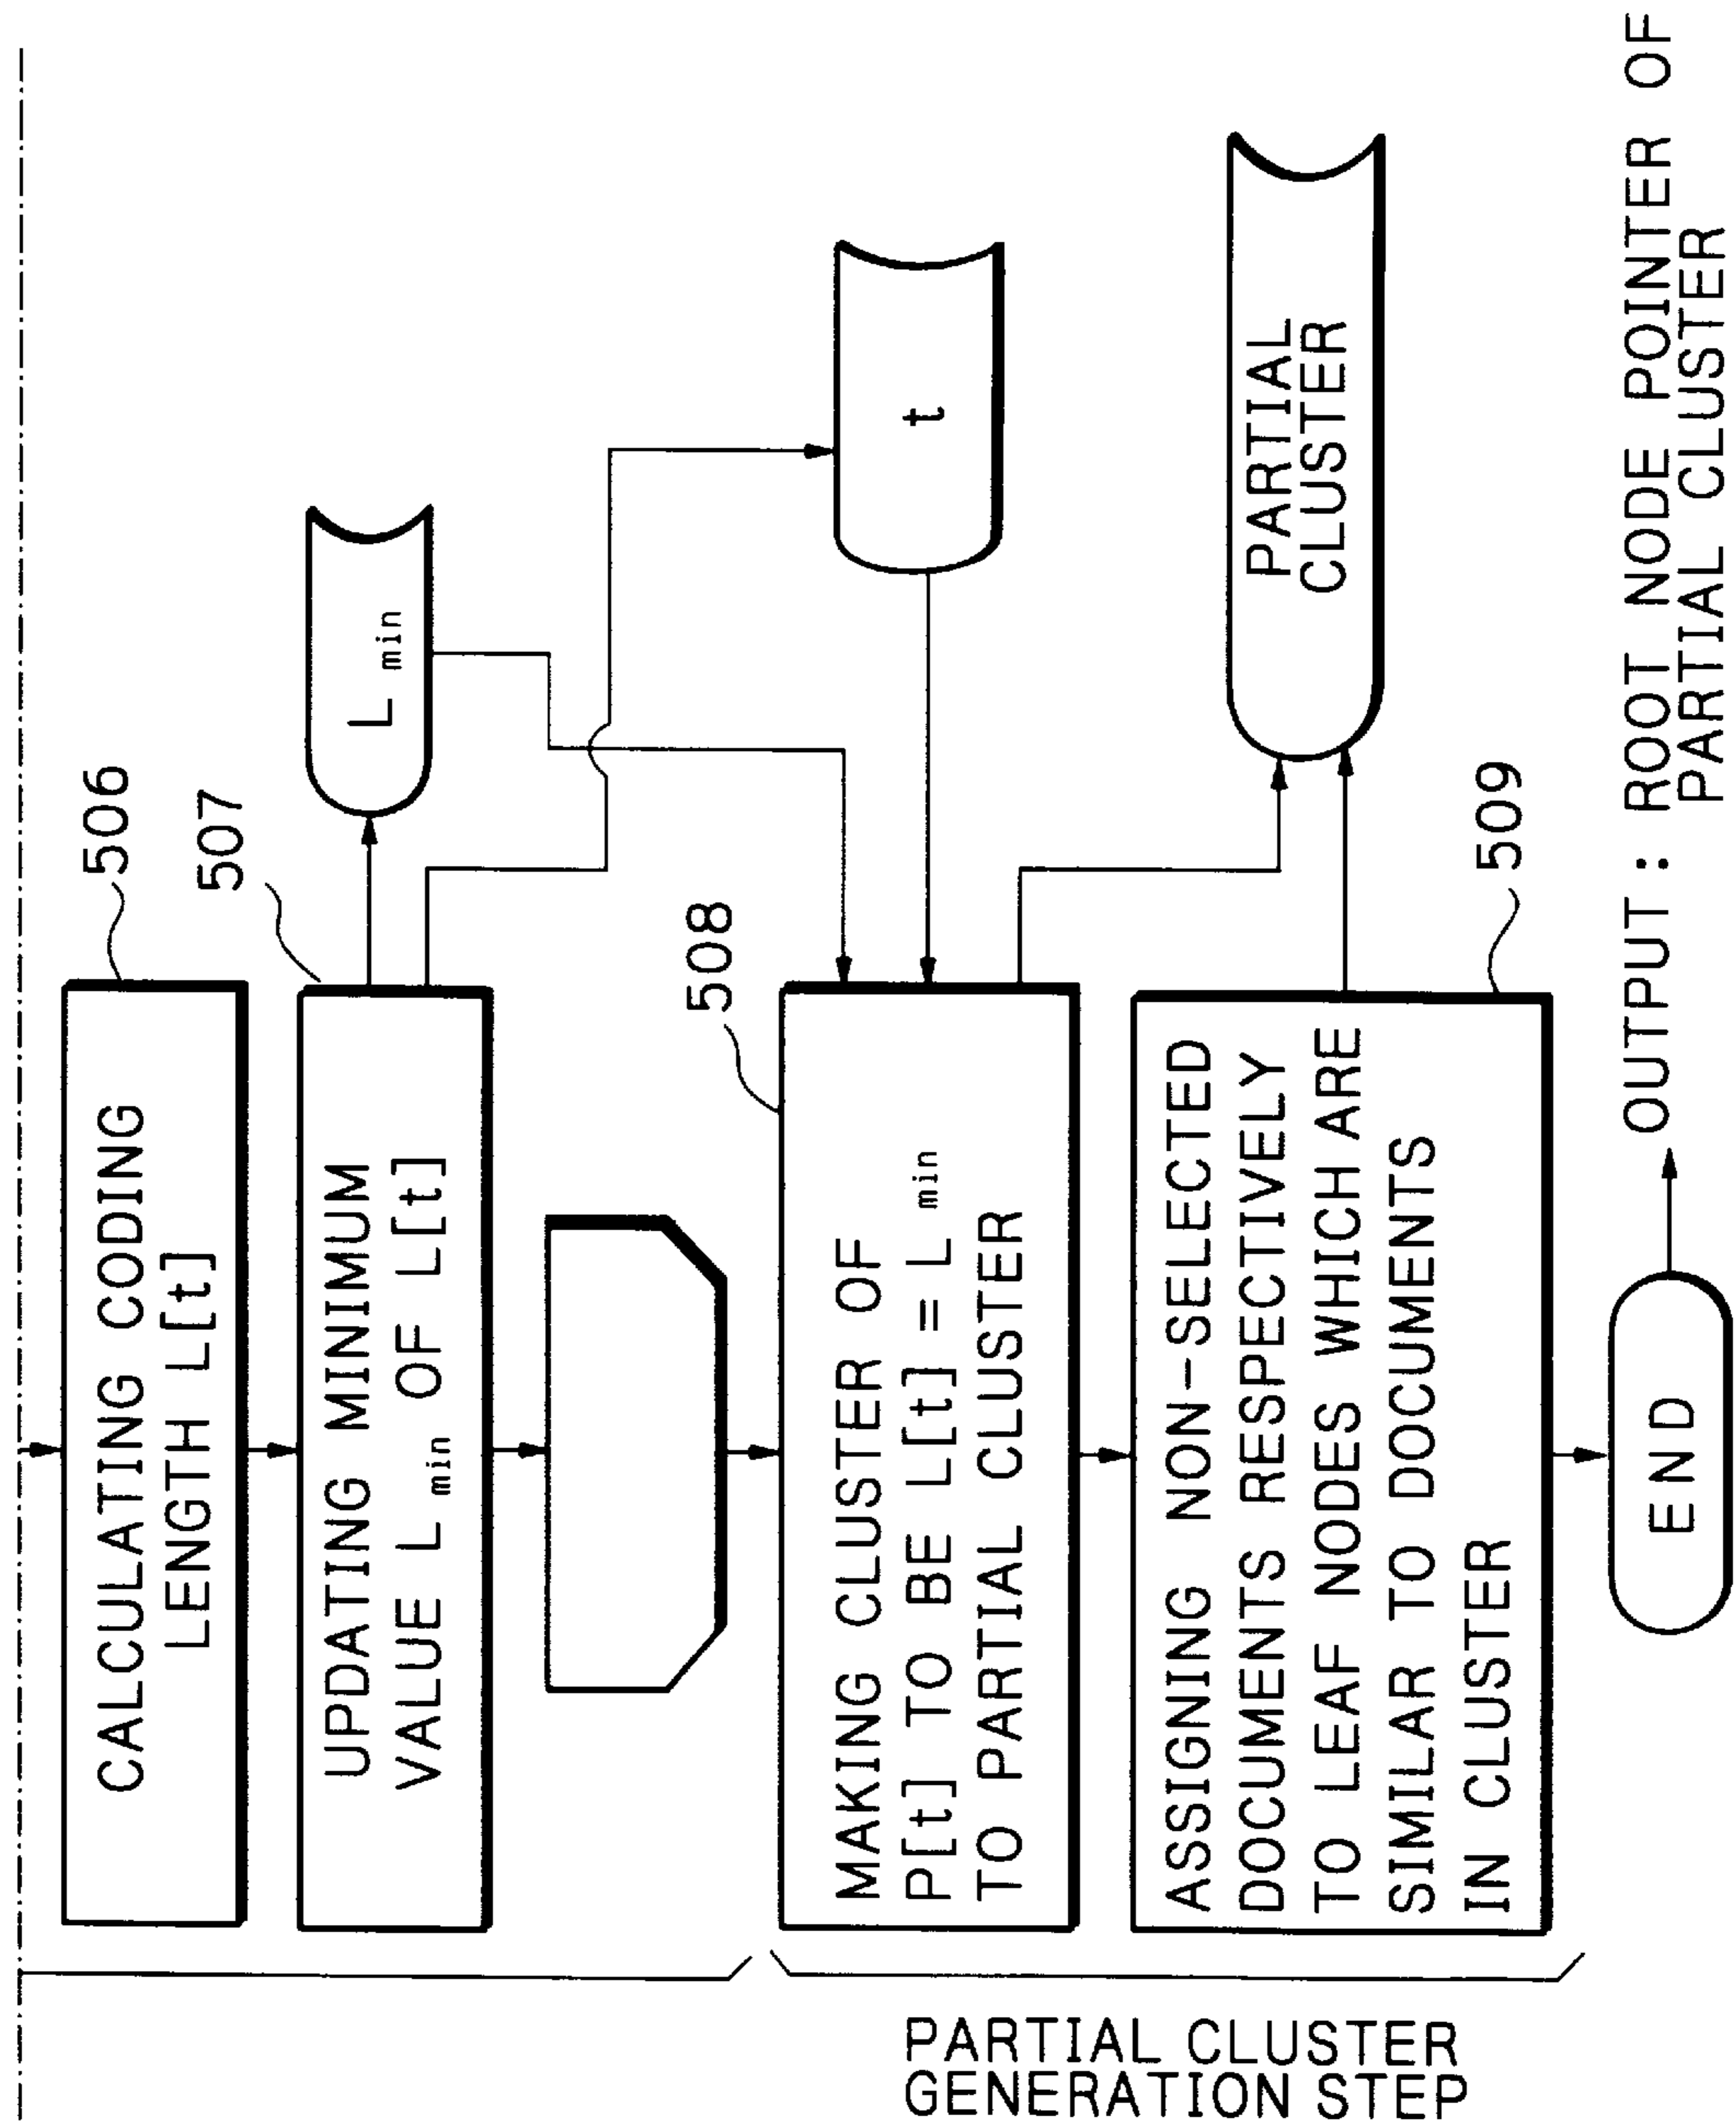 506
CALCULATING CODING
LENGTH L[t]
507
UPDATING MINIMUM
VALUE L min OF L[t]
L min
508
MAKING CLUSTER OF
P[t] TO BE L[t] = L min
TO PARTIAL CLUSTER
t
PARTIAL CLUSTER
GENERATION STEP
ASSIGNING NON-SELECTED
DOCUMENTS RESPECTIVELY
TO LEAF NODES WHICH ARE
SIMILAR TO DOCUMENTS
IN CLUSTER
509
PARTIAL
CLUSTER
END
OUTPUT : ROOT NODE POINTER OF
PARTIAL CLUSTER